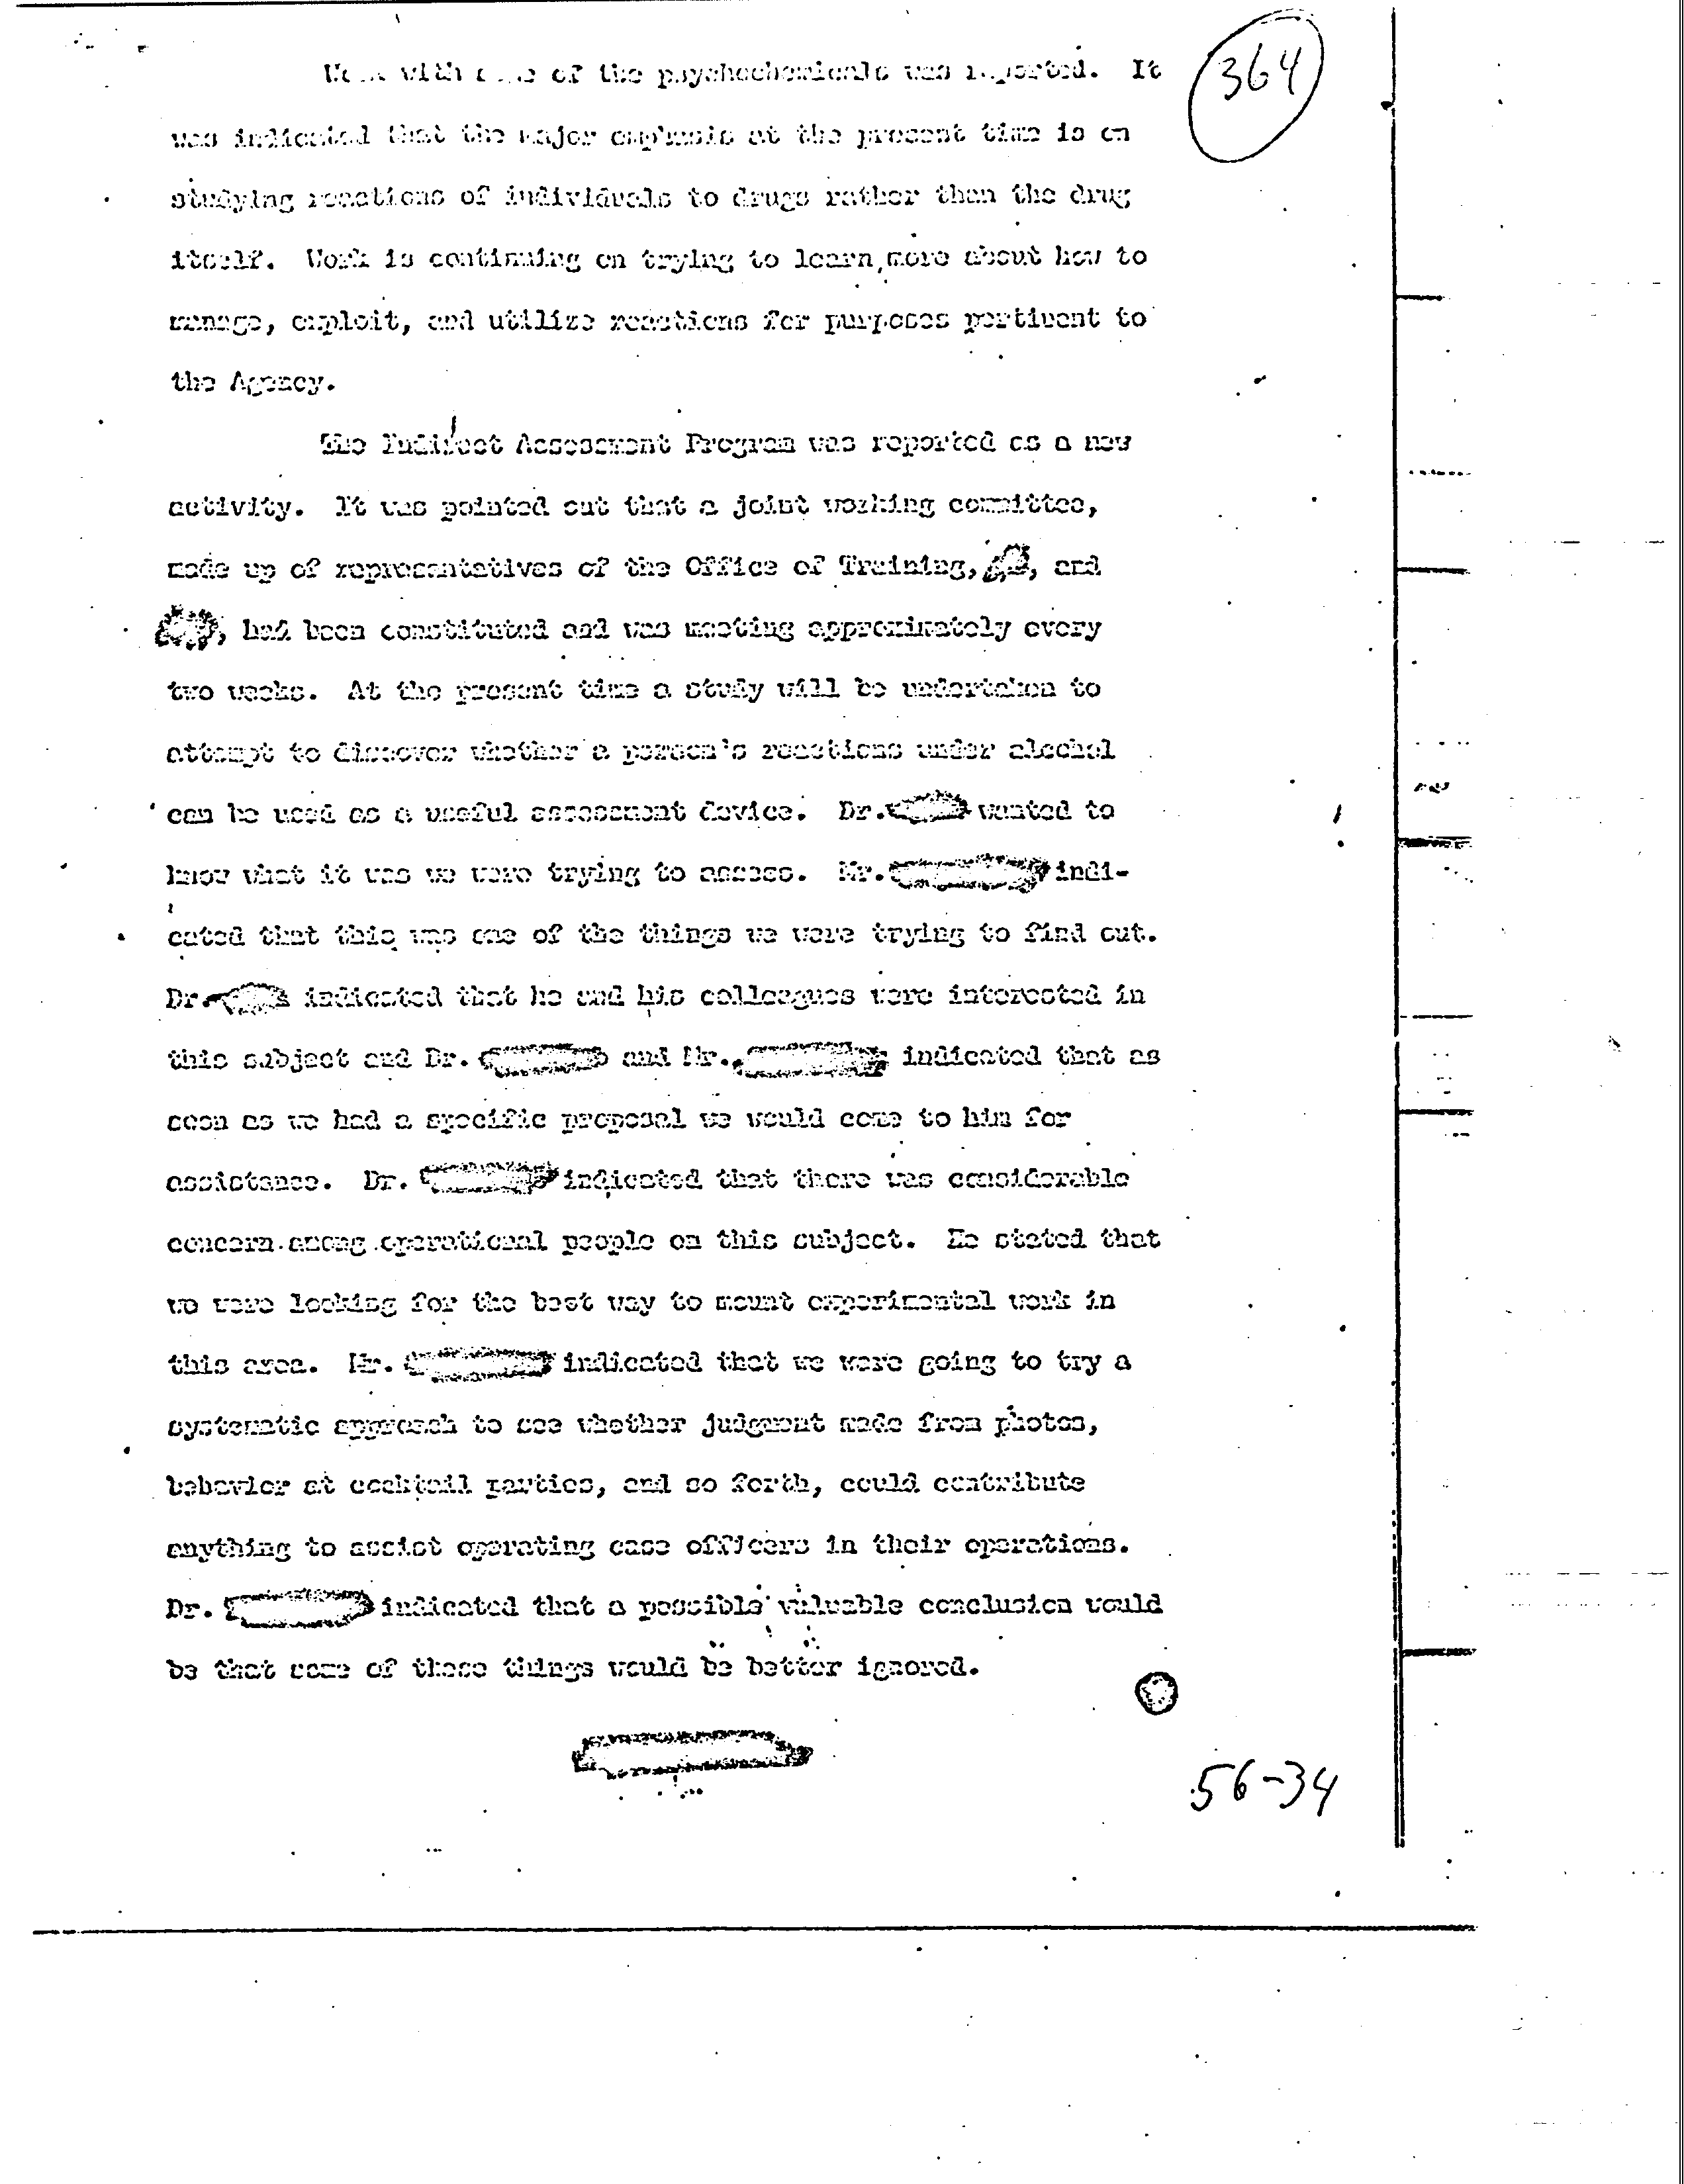 364
Work with some of the psychochemicals was reported. It
was indicated that the major emphasis at the present time is on
studying reactions of individuals to drugs rather than the drug
itself. Work is continuing on trying to learn more about how to
manage, exploit, and utilize reactions for purposes pertinent to
the Agency.
The Indirect Assessment Program was reported as a new
activity. It was pointed out that a joint working committee,
made up of representatives of the Office of Training, , and
, had been constituted and was meeting approximately every
two weeks. At the present time a study will be undertaken to
attempt to discover whether a person's reactions under alcohol
can be used as a useful assessment device. Dr. wanted to
know what it was we were trying to assess. Mr. indi-
cated that this was one of the things we were trying to find out.
Dr. indicated that he and his colleagues were interested in
this subject and Dr. and Mr. indicated that as
soon as we had a specific proposal we would come to him for
assistance. Dr. indicated that there was considerable
concern among operational people on this subject. He stated that
we were looking for the best way to mount experimental work in
this area. Mr. indicated that we were going to try a
systematic approach to see whether judgment made from photos,
behavior at cocktail parties, and so forth, could contribute
anything to assist operating case officers in their operations.
Dr. indicated that a possible valuable conclusion would
be that some of these things would be better ignored.
56-34